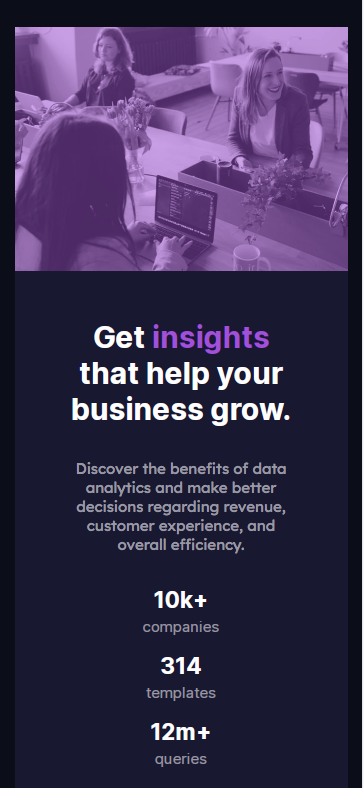 Get insights
that help your
business grow.
Discover the benefits of data
analytics and make better
decisions regarding revenue,
customer experience, and
overall efficiency.
10k+
companies
314
templates
12m+
queries